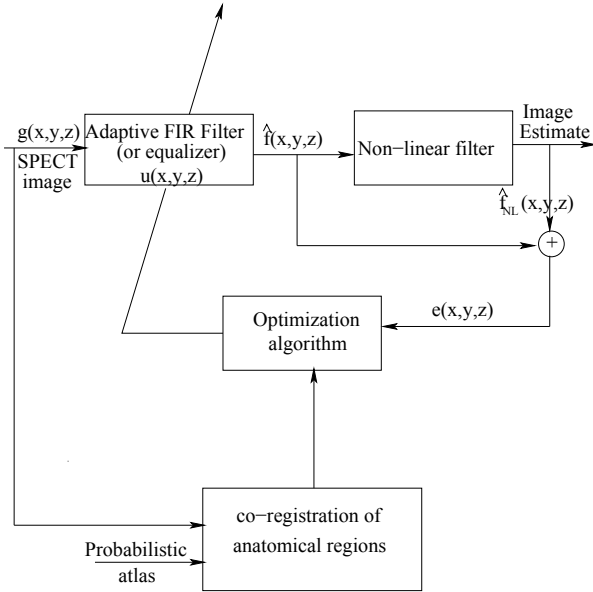 g(x,y,z)
SPECT
image
Adaptive FIR Filter
(or equalizer)
u(x,y,z)
f̂(x,y,z)
Non−linear filter
Image
Estimate
f̂NL(x,y,z)
+
e(x,y,z)
Optimization
algorithm
co−registration of
anatomical regions
Probabilistic
atlas